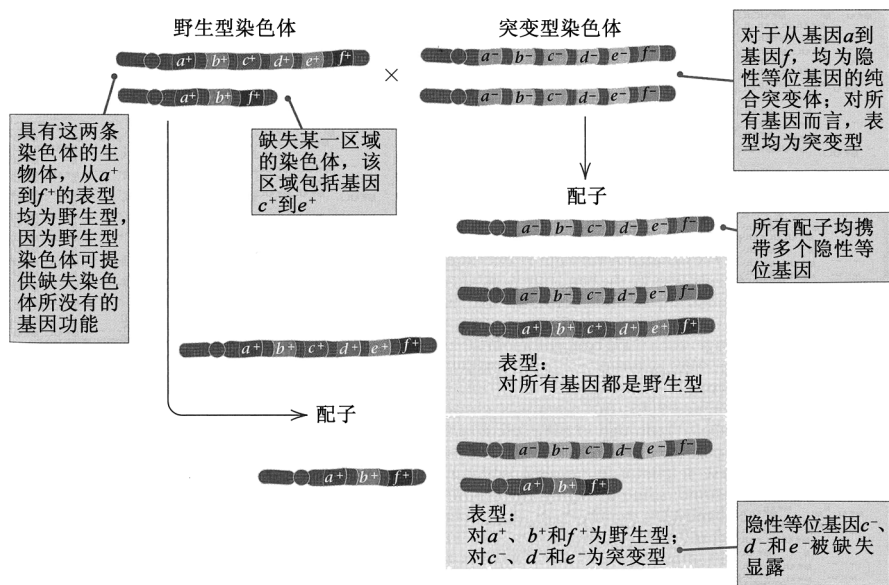 野生型染色体
a⁺ b⁺ c⁺ d⁺ e⁺ f⁺
a⁺ b⁺ f⁺
×
突变型染色体
a⁻ b⁻ c⁻ d⁻ e⁻ f⁻
a⁻ b⁻ c⁻ d⁻ e⁻ f⁻
对于从基因a到
基因f，均为隐
性等位基因的纯
合突变体；对所
有基因而言，表
型均为突变型
具有这两条
染色体的生
物体，从a⁺
到f⁺的表型
均为野生型，
因为野生型
染色体可提
供缺失染色
体所没有的
基因功能
缺失某一区域
的染色体，该
区域包括基因
c⁺到e⁺
配子
a⁻ b⁻ c⁻ d⁻ e⁻ f⁻
所有配子均携
带多个隐性等
位基因
a⁻ b⁻ c⁻ d⁻ e⁻ f⁻
a⁺ b⁺ c⁺ d⁺ e⁺ f⁺
表型：
对所有基因都是野生型
a⁺ b⁺ c⁺ d⁺ e⁺ f⁺
配子
a⁺ b⁺ f⁺
a⁻ b⁻ c⁻ d⁻ e⁻ f⁻
a⁺ b⁺ f⁺
表型：
对a⁺、b⁺和f⁺为野生型；
对c⁻、d⁻和e⁻为突变型
隐性等位基因c⁻、
d⁻和e⁻被缺失
显露